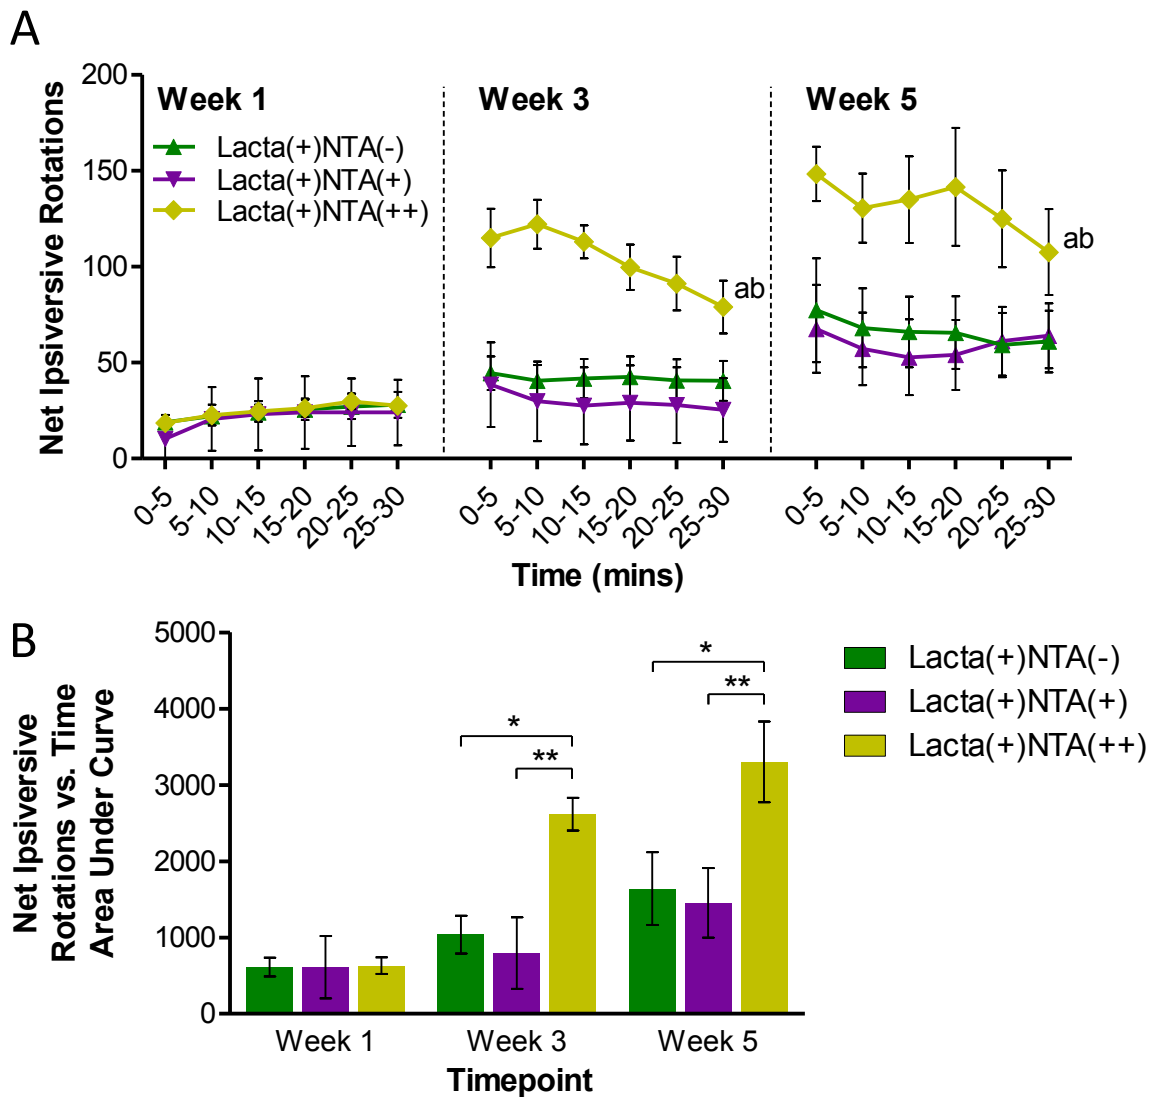 A
Net Ipsiversive Rotations
200
150
100
50
0
Week 1
Week 3
Week 5
Lacta(+)NTA(-)
Lacta(+)NTA(+)
Lacta(+)NTA(++)
ab
ab
0-5
5-10
10-15
15-20
20-25
25-30
0-5
5-10
10-15
15-20
20-25
25-30
0-5
5-10
10-15
15-20
20-25
25-30
Time (mins)
B
Net Ipsiversive
Rotations vs. Time
Area Under Curve
5000
4000
3000
2000
1000
0
*
**
*
**
Week 1
Week 3
Week 5
Timepoint
Lacta(+)NTA(-)
Lacta(+)NTA(+)
Lacta(+)NTA(++)